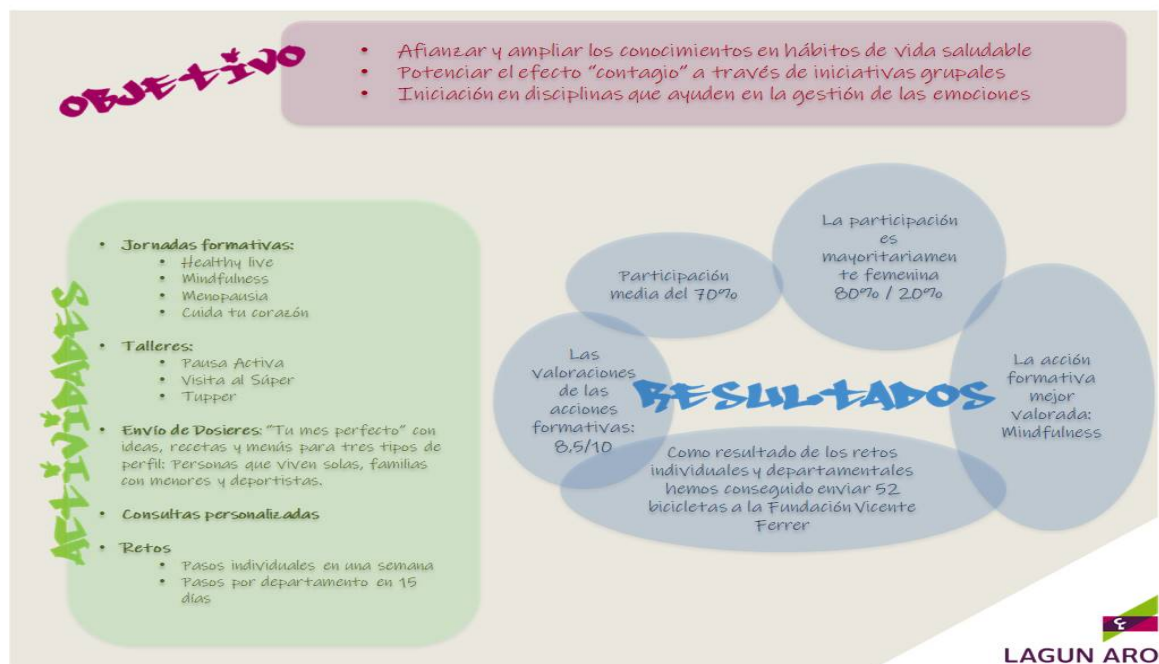 OBJETIVO
• Afianzar y ampliar los conocimientos en hábitos de vida saludable
• Potenciar el efecto "contagio" a través de iniciativas grupales
• Iniciación en disciplinas que ayuden en la gestión de las emociones
ACTIVIDADES
• Jornadas formativas:
• Healthy live
• Mindfulness
• Menopausia
• Cuida tu corazón
• Talleres:
• Pausa Activa
• Visita al Súper
• Tupper
• Envío de Dosieres: "Tu mes perfecto" con
ideas, recetas y menús para tres tipos de
perfil: Personas que viven solas, familias
con menores y deportistas.
• Consultas personalizadas
• Retos
• Pasos individuales en una semana
• Pasos por departamento en 15
días
RESULTADOS
Participación
media del 70%
La participación
es
mayoritariamen
te femenina
80% / 20%
Las
valoraciones
de las
acciones
formativas:
8,5/10
La acción
formativa
mejor
valorada:
Mindfulness
Como resultado de los retos
individuales y departamentales
hemos conseguido enviar 52
bicicletas a la Fundación Vicente
Ferrer
LAGUN ARO